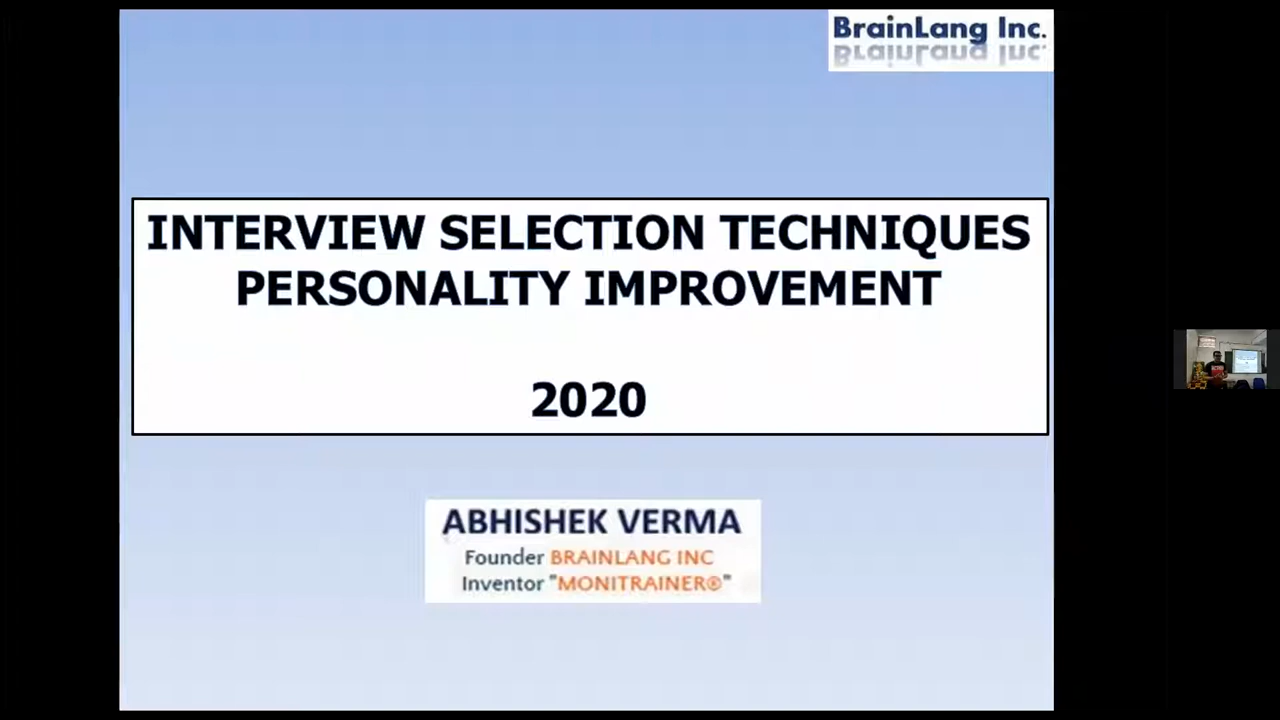 BrainLang Inc.
INTERVIEW SELECTION TECHNIQUES
PERSONALITY IMPROVEMENT
2020
ABHISHEK VERMA
Founder BRAINLANG INC
Inventor "MONITRAINER®"